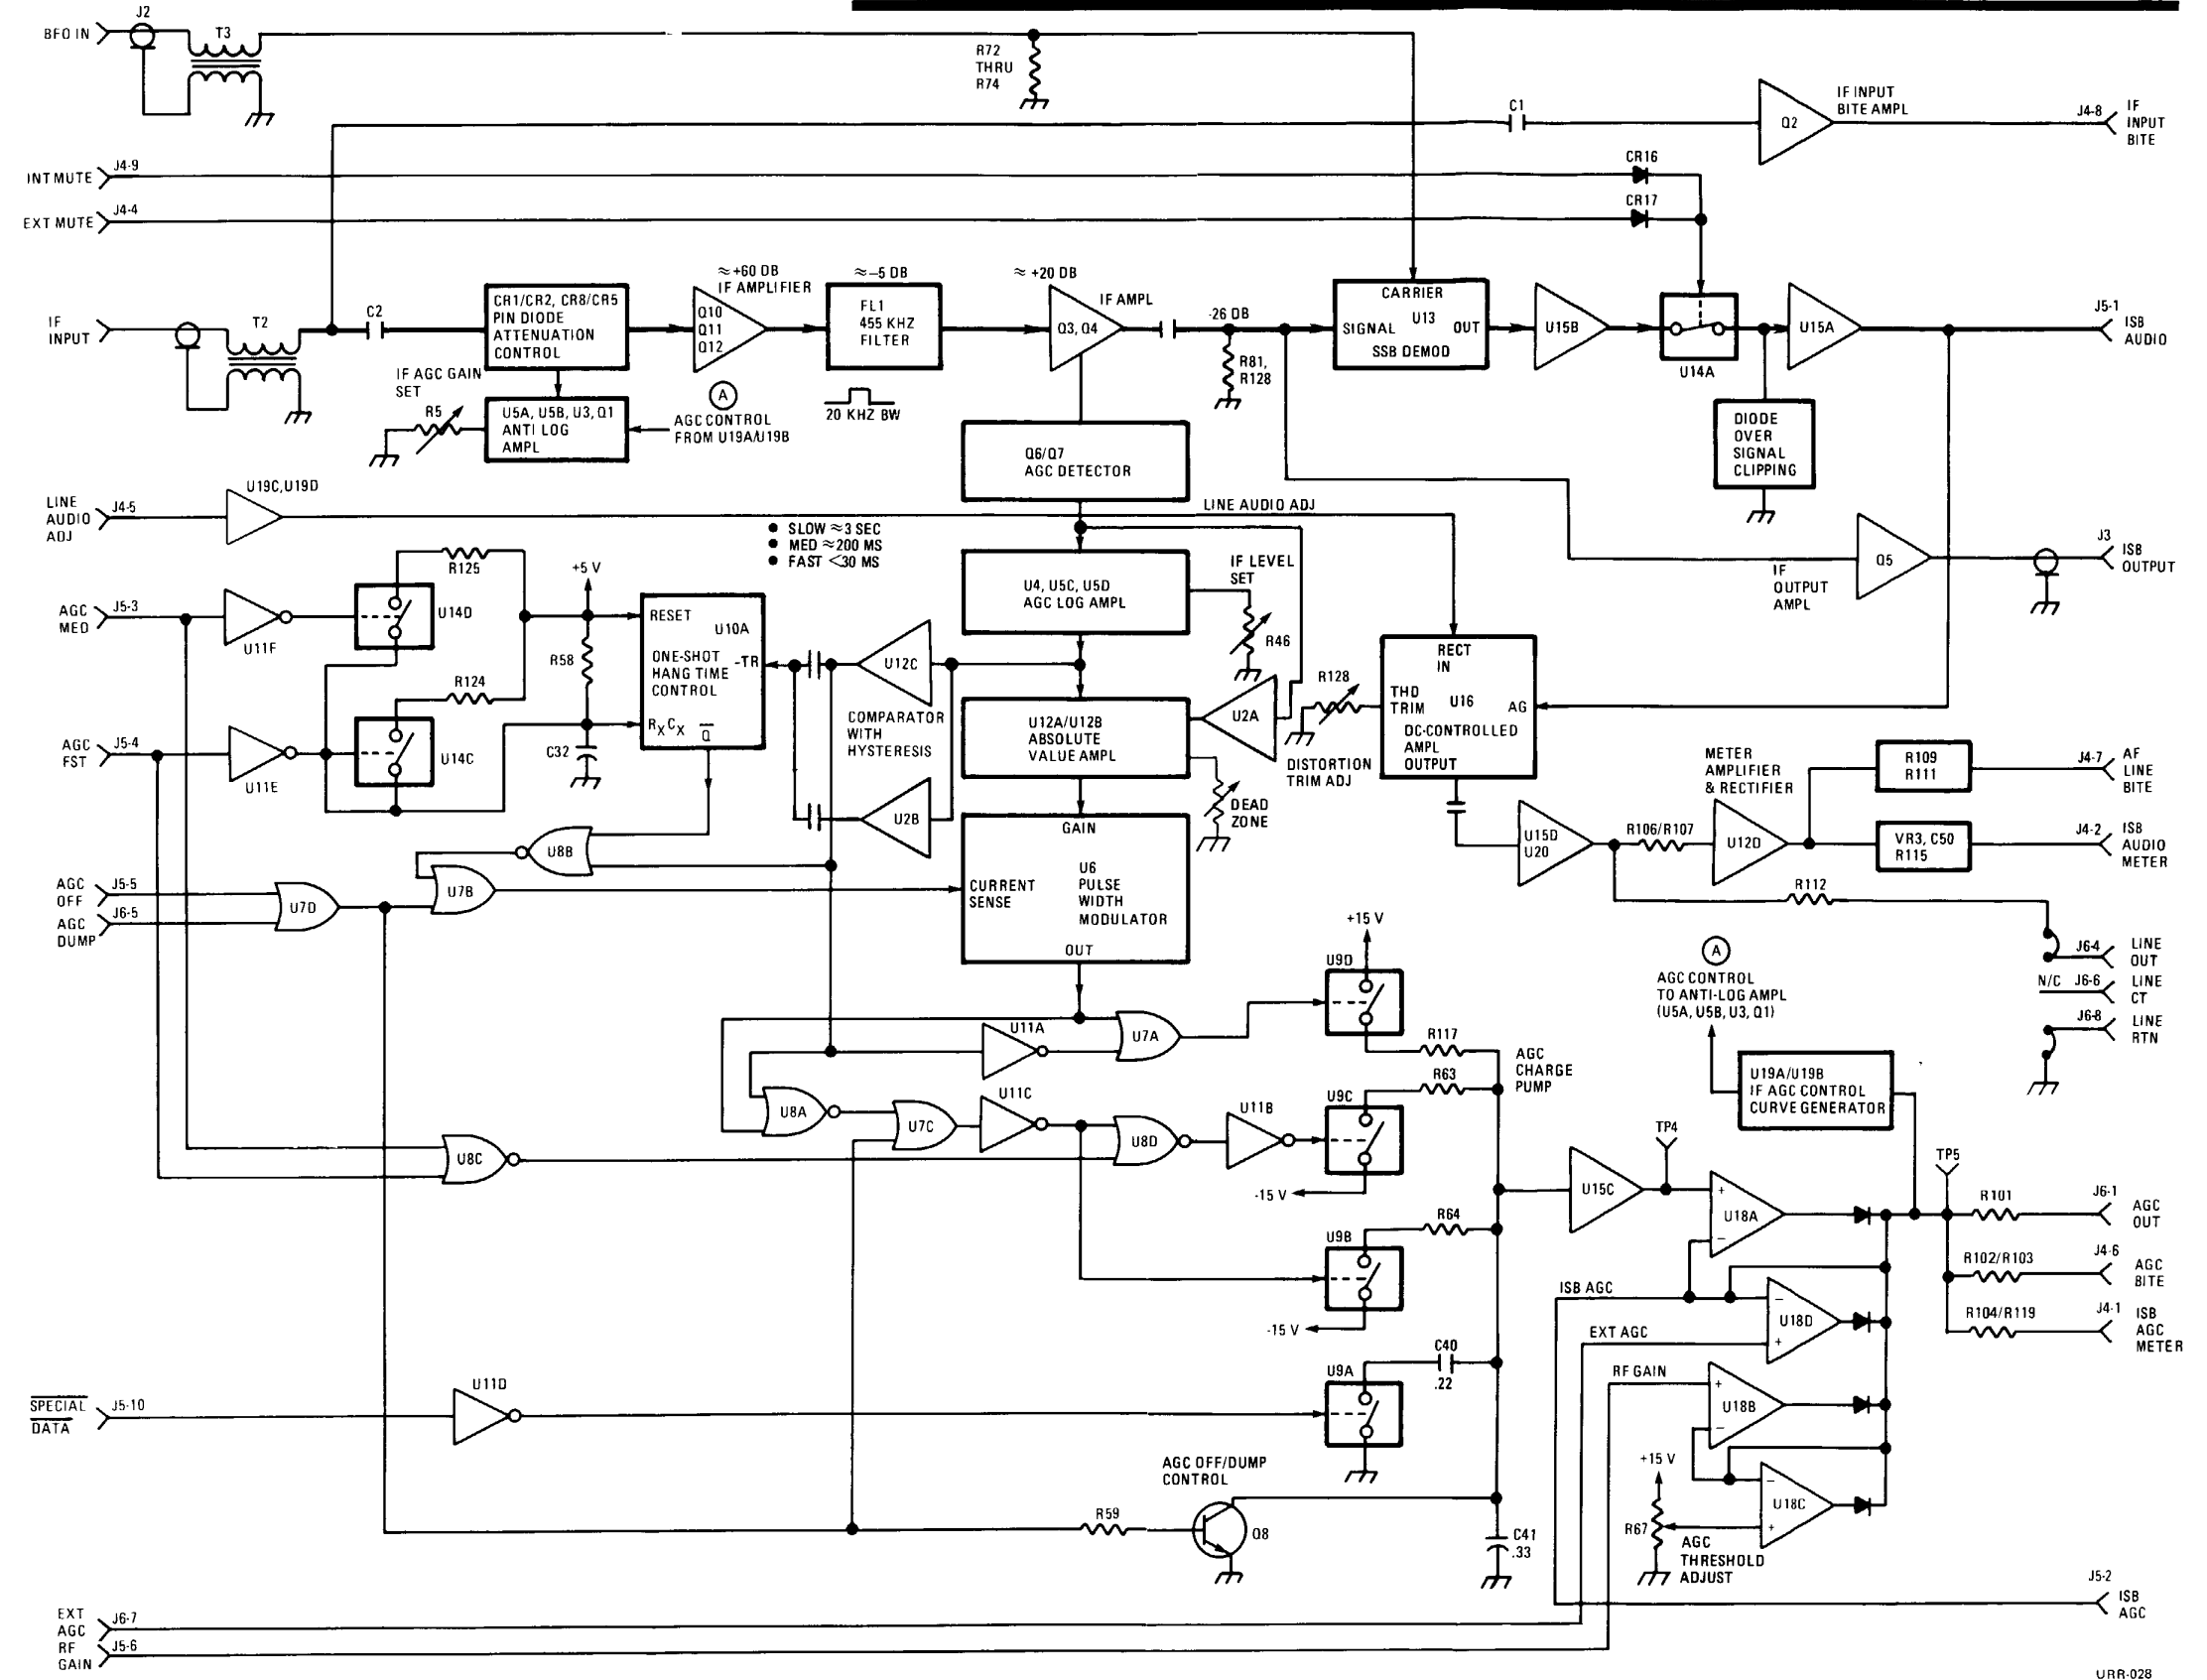 J2
BFO IN
T3
R72
THRU
R74
C1
Q2
IF INPUT
BITE AMPL
J4-8
IF
INPUT
BITE
INT MUTE
J4-9
CR16
EXT MUTE
J4-4
CR17
IF
INPUT
T2
C2
CR1/CR2, CR8/CR5
PIN DIODE
ATTENUATION
CONTROL
≈+60 DB
IF AMPLIFIER
Q10
Q11
Q12
≈-5 DB
FL1
455 KHZ
FILTER
20 KHZ BW
≈ +20 DB
IF AMPL
Q3, Q4
-26 DB
R81,
R128
CARRIER
SIGNAL
U13
OUT
SSB DEMOD
U15B
U14A
U15A
J5-1
ISB
AUDIO
IF AGC GAIN
SET
R5
U5A, U5B, U3, Q1
ANTI LOG
AMPL
A
AGC CONTROL
FROM U19A/U19B
Q6/Q7
AGC DETECTOR
DIODE
OVER
SIGNAL
CLIPPING
LINE
AUDIO
ADJ
J4-5
U19C,U19D
LINE AUDIO ADJ
● SLOW ≈3 SEC
● MED ≈200 MS
● FAST <30 MS
U4, U5C, U5D
AGC LOG AMPL
IF LEVEL
SET
R46
Q5
IF
OUTPUT
AMPL
J3
ISB
OUTPUT
AGC
MED
J5-3
U11F
R125
U14D
R124
+5 V
R58
C32
RESET
U10A
ONE-SHOT
HANG TIME
CONTROL
-TR
RXCX
Q
U12C
COMPARATOR
WITH
HYSTERESIS
U2B
U12A/U12B
ABSOLUTE
VALUE AMPL
U2A
DEAD
ZONE
R128
DISTORTION
TRIM ADJ
RECT
IN
THD
TRIM
U16
AG
DC-CONTROLLED
AMPL
OUTPUT
AGC
FST
J5-4
U11E
U14C
METER
AMPLIFIER
& RECTIFIER
R109
R111
J4-7
AF
LINE
BITE
U15D
U20
R106/R107
U12D
VR3, C50
R115
J4-2
ISB
AUDIO
METER
R112
U8B
U7B
AGC
OFF
J5-5
AGC
DUMP
J6-5
U7D
GAIN
CURRENT
SENSE
U6
PULSE
WIDTH
MODULATOR
OUT
+15 V
U9D
A
AGC CONTROL
TO ANTI-LOG AMPL
(U5A, U5B, U3, Q1)
J6-4
LINE
OUT
N/C
J6-6
LINE
CT
J6-8
LINE
RTN
U11A
U7A
R117
AGC
CHARGE
PUMP
R63
U19A/U19B
IF AGC CONTROL
CURVE GENERATOR
U8A
U7C
U11C
U8D
U11B
U9C
-15 V
U8C
U15C
TP4
TP5
U18A
+
-
R101
J6-1
AGC
OUT
U9B
R64
-15 V
R102/R103
J4-6
AGC
BITE
ISB AGC
-
U18D
+
R104/R119
J4-1
ISB
AGC
METER
EXT AGC
RF GAIN
+
U18B
-
SPECIAL
DATA
J5-10
U11D
U9A
C40
.22
AGC OFF/DUMP
CONTROL
R59
Q8
C41
.33
+15 V
R67
-
U18C
+
AGC
THRESHOLD
ADJUST
J5-2
ISB
AGC
EXT
AGC
J6-7
RF
GAIN
J5-6
URR-028